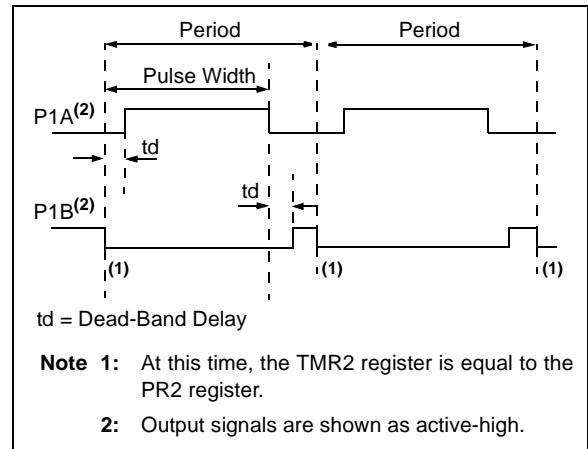 Period
Period
Pulse Width
P1A(2)
td
td
P1B(2)
(1)
(1)
(1)
td = Dead-Band Delay
Note 1: At this time, the TMR2 register is equal to the
PR2 register.
2: Output signals are shown as active-high.